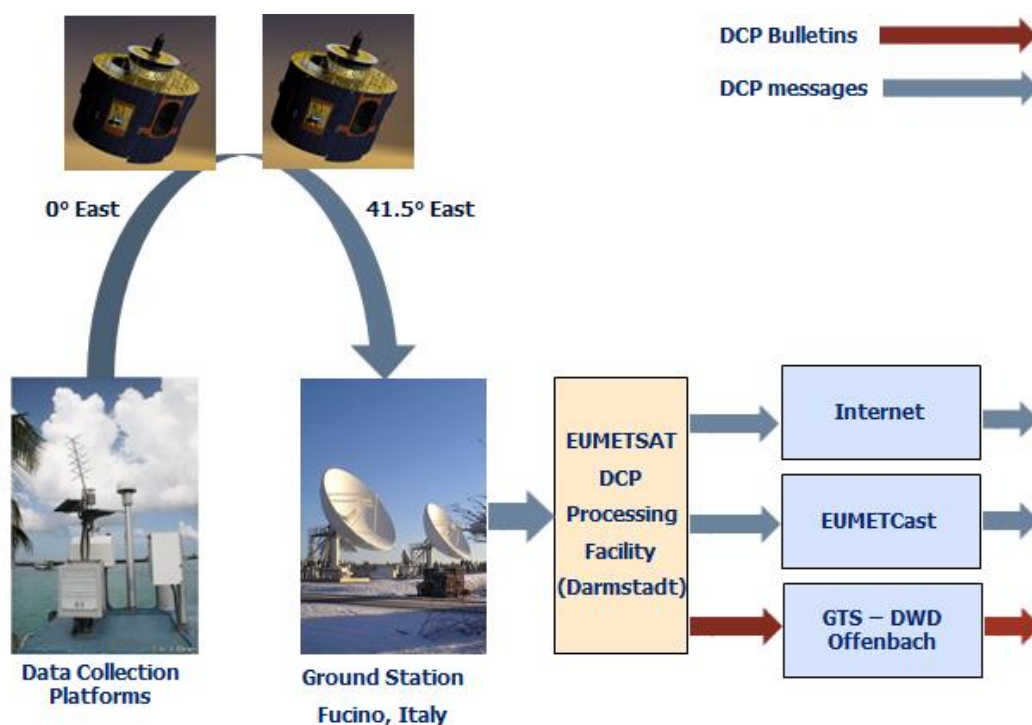 DCP Bulletins
DCP messages
0° East
41.5° East
Internet
EUMETSAT
DCP
Processing
Facility
(Darmstadt)
EUMETCast
GTS – DWD
Offenbach
Data Collection
Platforms
Ground Station
Fucino, Italy